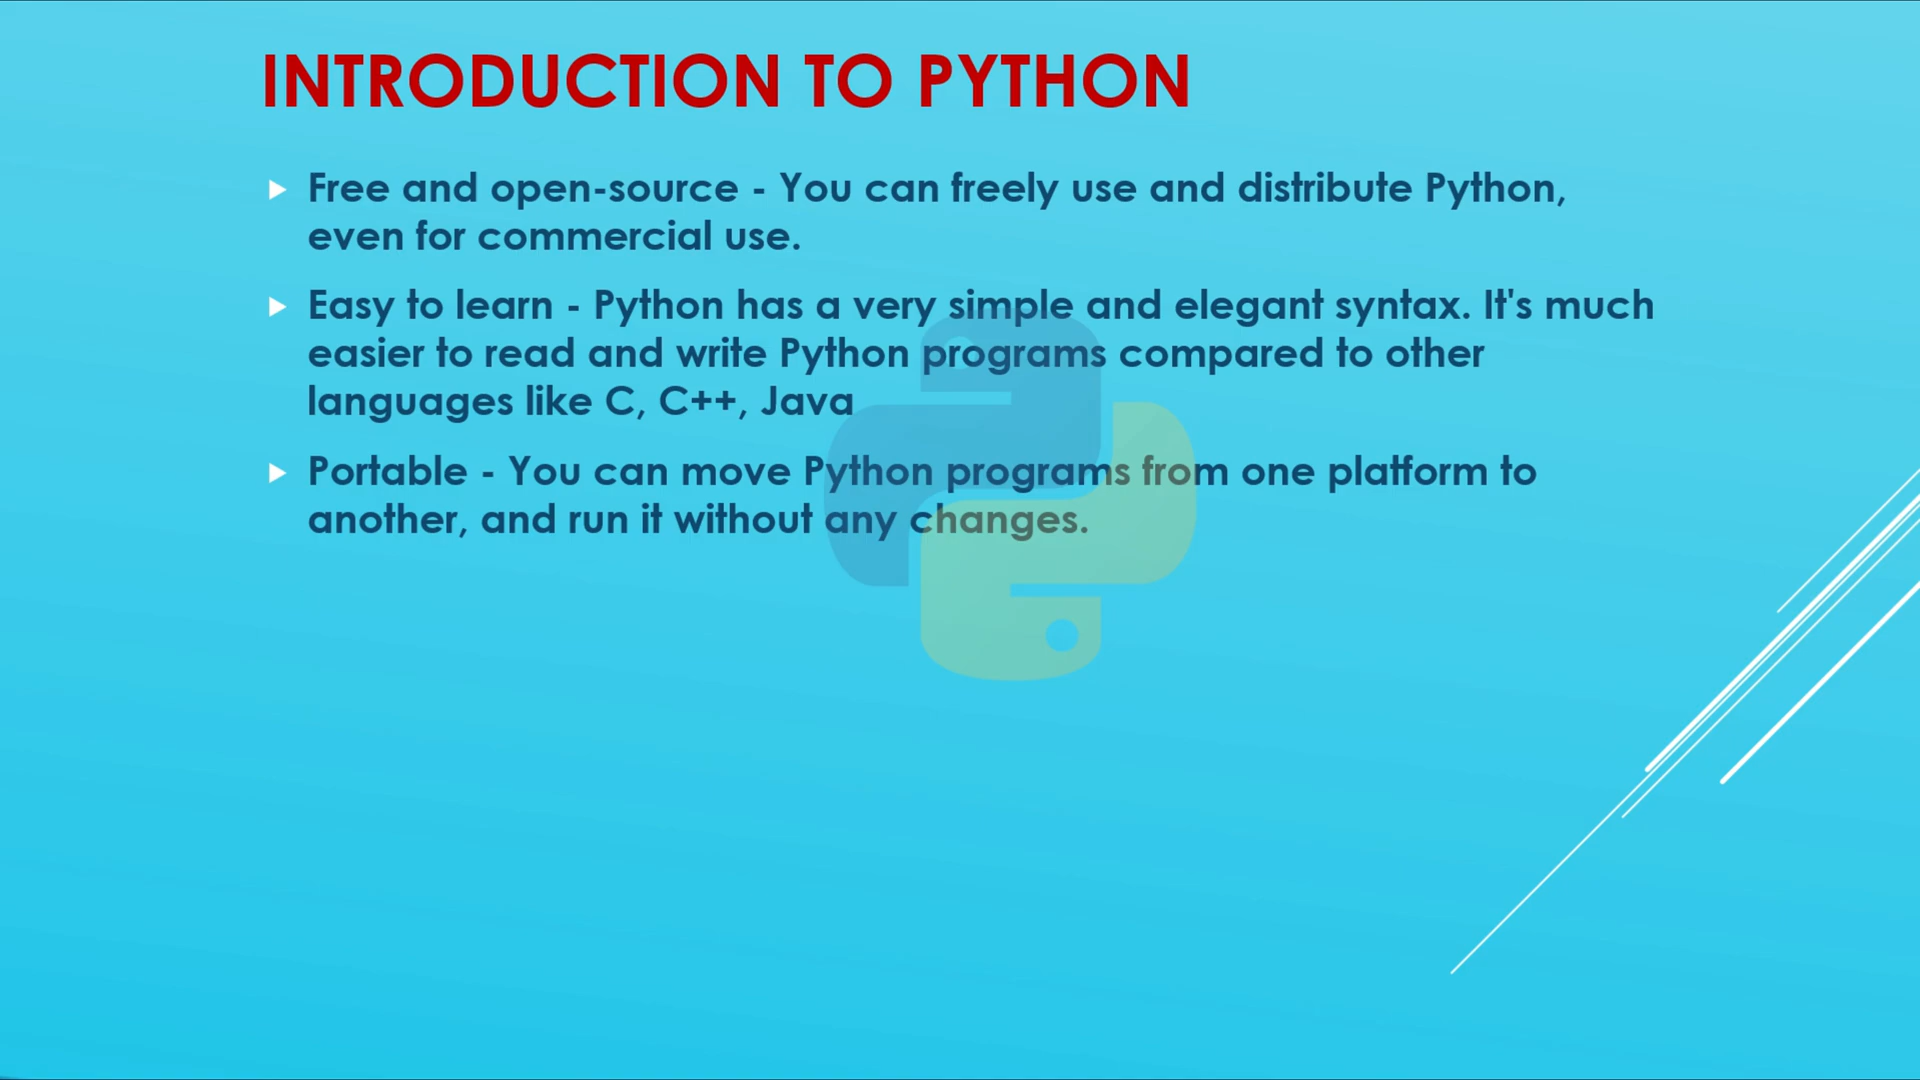 INTRODUCTION TO PYTHON
Free and open-source - You can freely use and distribute Python,
even for commercial use.
Easy to learn - Python has a very simple and elegant syntax. It's much
easier to read and write Python programs compared to other
languages like C, C++, Java
Portable - You can move Python programs from one platform to
another, and run it without any changes.